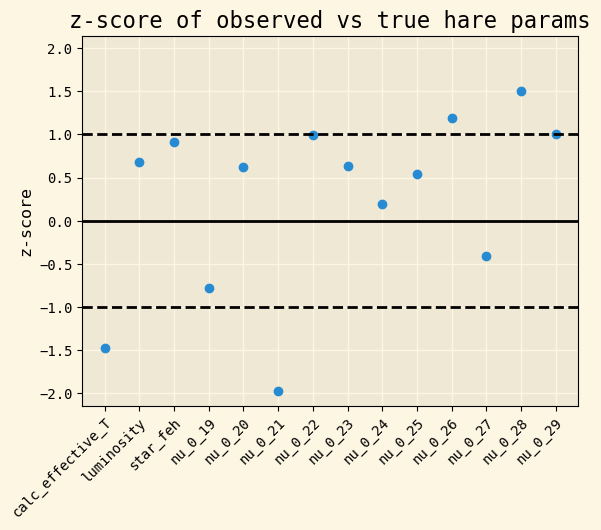 z-score of observed vs true hare params
z-score
2.0
1.5
1.0
0.5
0.0
−0.5
−1.0
−1.5
−2.0
calc_effective_T
luminosity
star_feh
nu_0_19
nu_0_20
nu_0_21
nu_0_22
nu_0_23
nu_0_24
nu_0_25
nu_0_26
nu_0_27
nu_0_28
nu_0_29